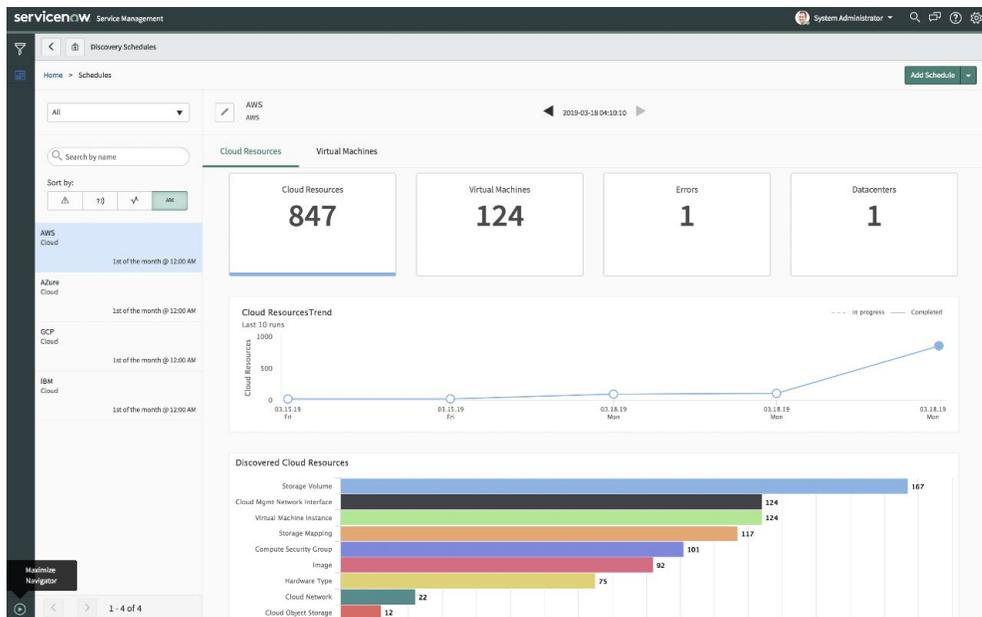 servicenow Service Management
System Administrator
Discovery Schedules
Home > Schedules
Add Schedule
All
Search by name
Sort by:
ABC
AWS
Cloud
1st of the month @ 12:00 AM
AZure
Cloud
1st of the month @ 12:00 AM
GCP
Cloud
1st of the month @ 12:00 AM
IBM
Cloud
1st of the month @ 12:00 AM
Maximize
Navigator
1 - 4 of 4
AWS
AWS
2019-03-18 04:10:10
Cloud Resources Virtual Machines
Cloud Resources
847
Virtual Machines
124
Errors
1
Datacenters
1
Cloud ResourcesTrend
Last 10 runs
In progress Completed
Cloud Resources
1000
500
0
03.15.19 03.15.19 03.18.19 03.18.19 03.18.19
Fri Fri Mon Mon Mon
Discovered Cloud Resources
Storage Volume 167
Cloud Mgmt Network Interface 124
Virtual Machine Instance 124
Storage Mapping 117
Compute Security Group 101
Image 92
Hardware Type 75
Cloud Network 22
Cloud Object Storage 12